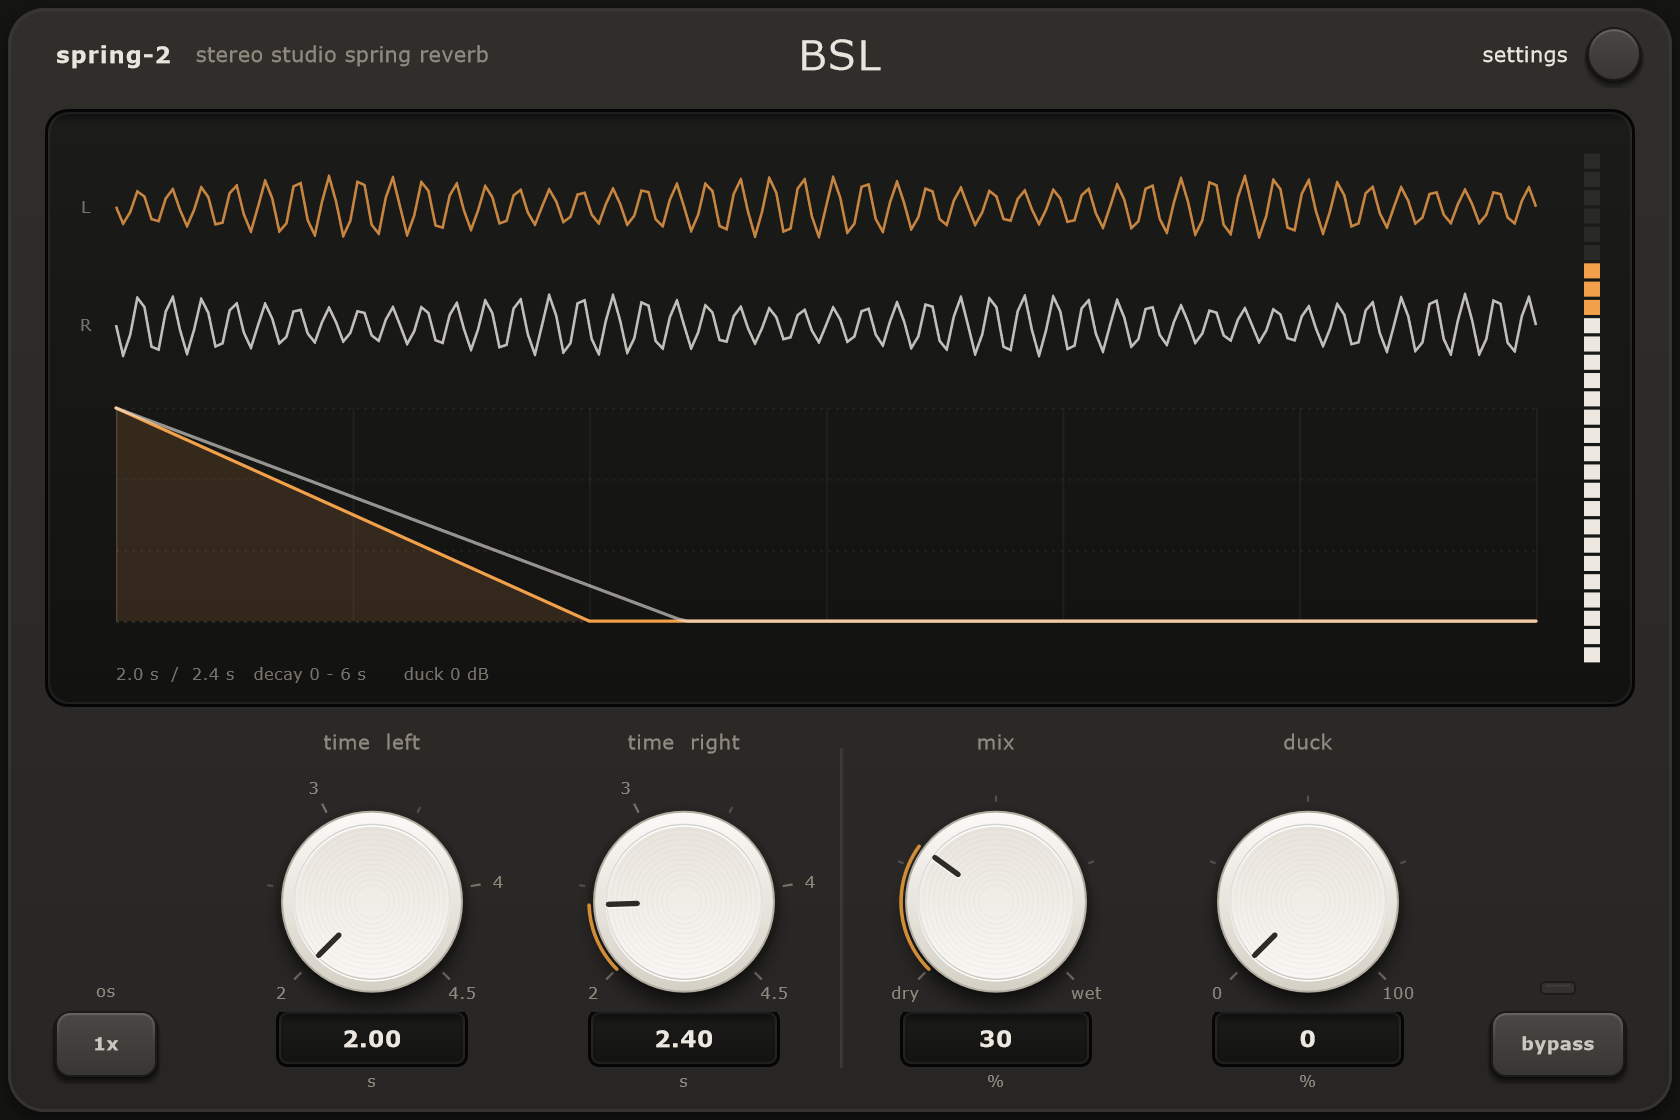 spring-2 stereo studio spring reverb BSL settings
L
R
2.0 s / 2.4 s decay 0 - 6 s duck 0 dB
time left time right mix duck
3 3
4 4
2 4.5 2 4.5 dry wet 0 100
os
1x 2.00 2.40 30 0 bypass
s s % %